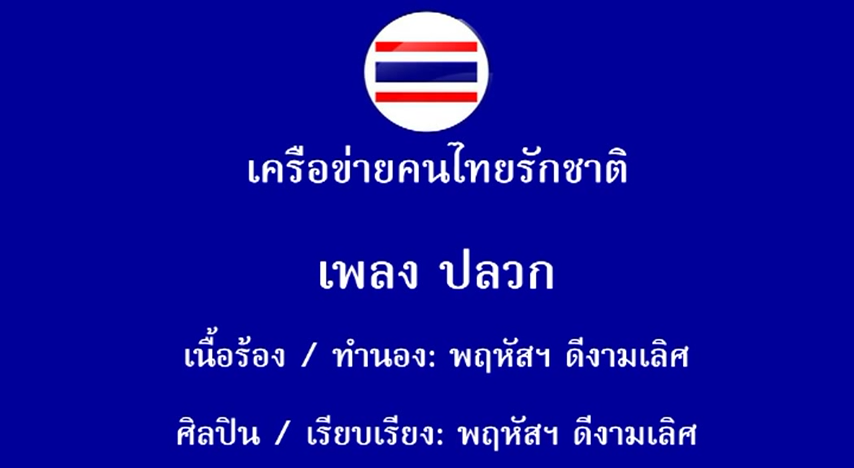 เครือข่ายคนไทยรักชาติ
เพลง ปลวก
เนื้อร้อง / ทำนอง: พฤหัสฯ ดีงามเลิศ
ศิลปิน / เรียบเรียง: พฤหัสฯ ดีงามเลิศ